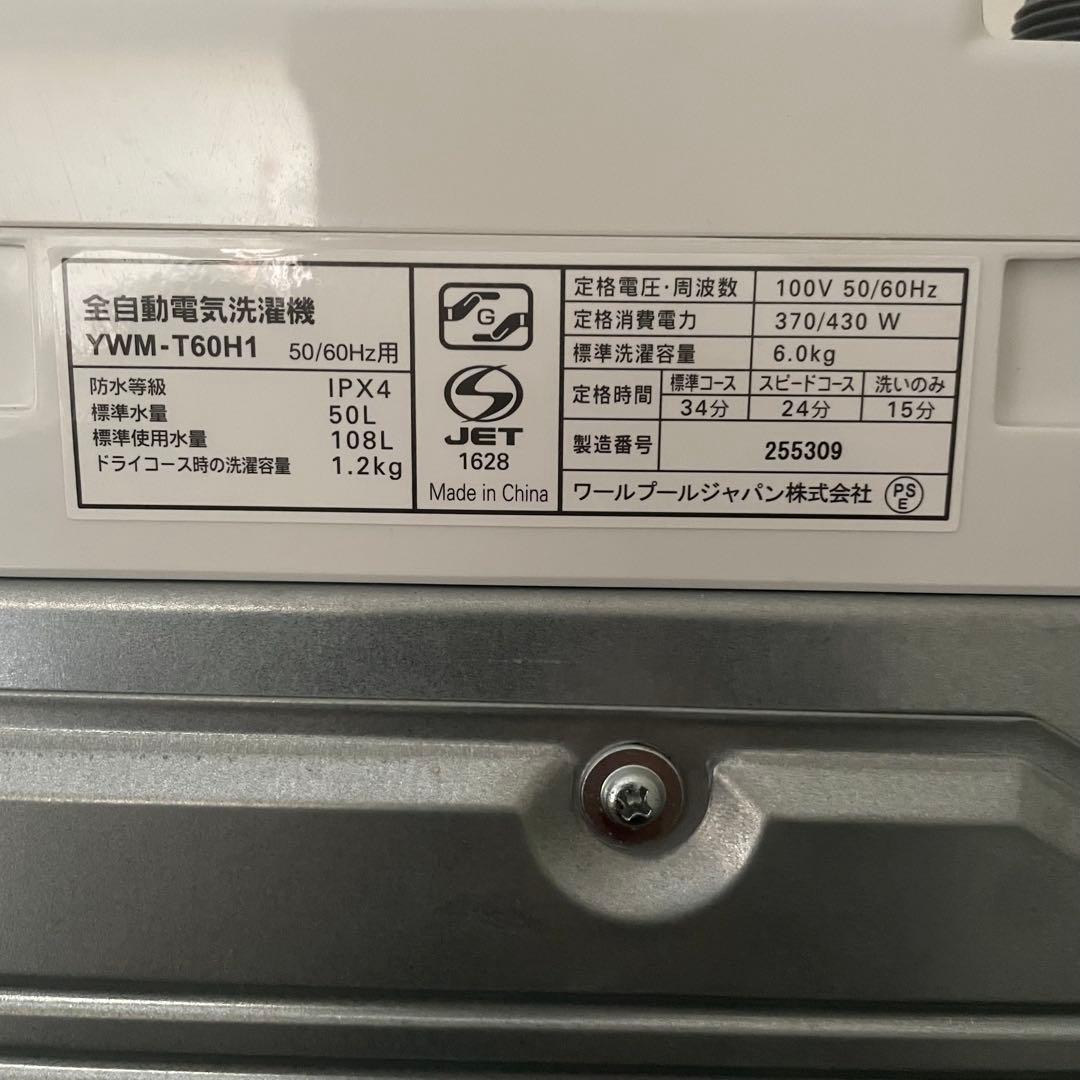 全自動電気洗濯機
YWM-T60H1 50/60Hz用
防水等級 IPX4
標準水量 50L
標準使用水量 108L
ドライコース時の洗濯容量 1.2kg
G
S
JET
1628
Made in China
定格電圧・周波数 100V 50/60Hz
定格消費電力 370/430 W
標準洗濯容量 6.0kg
定格時間 標準コース スピードコース 洗いのみ
34分 24分 15分
製造番号 255309
ワールプールジャパン株式会社 PSE